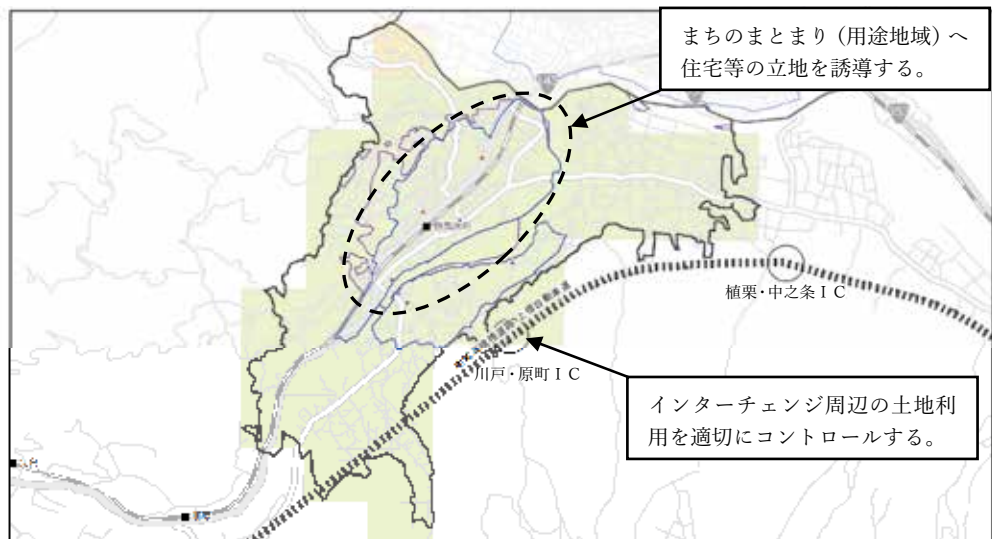 まちのまとまり（用途地域）へ
住宅等の立地を誘導する。
植栗・中之条ＩＣ
川戸・原町ＩＣ
インターチェンジ周辺の土地利
用を適切にコントロールする。